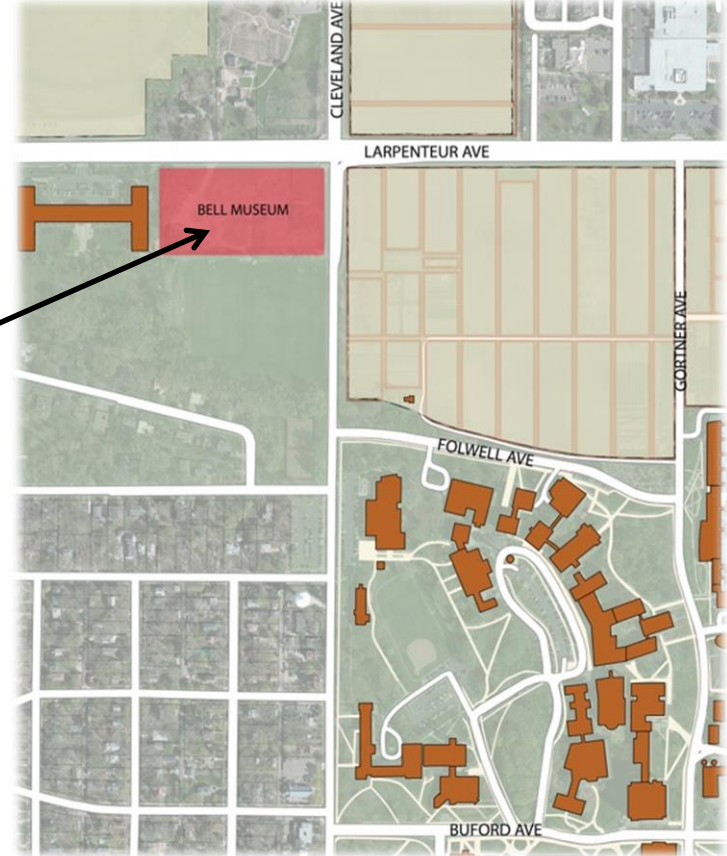 CLEVELAND AVE
LARPENTEUR AVE
BELL MUSEUM
GORTNER AVE
FOLWELL AVE
BUFORD AVE